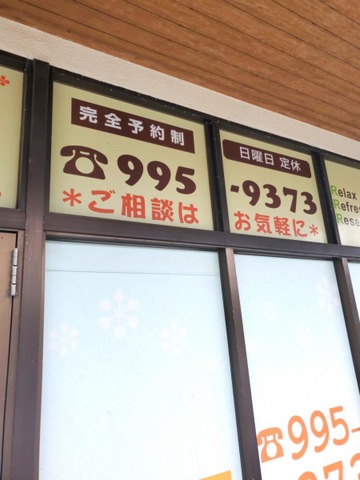 完全予約制
☎995
＊ご相談は
日曜日 定休
-9373
お気軽に＊
Relax
Refre
Rese
☎995-